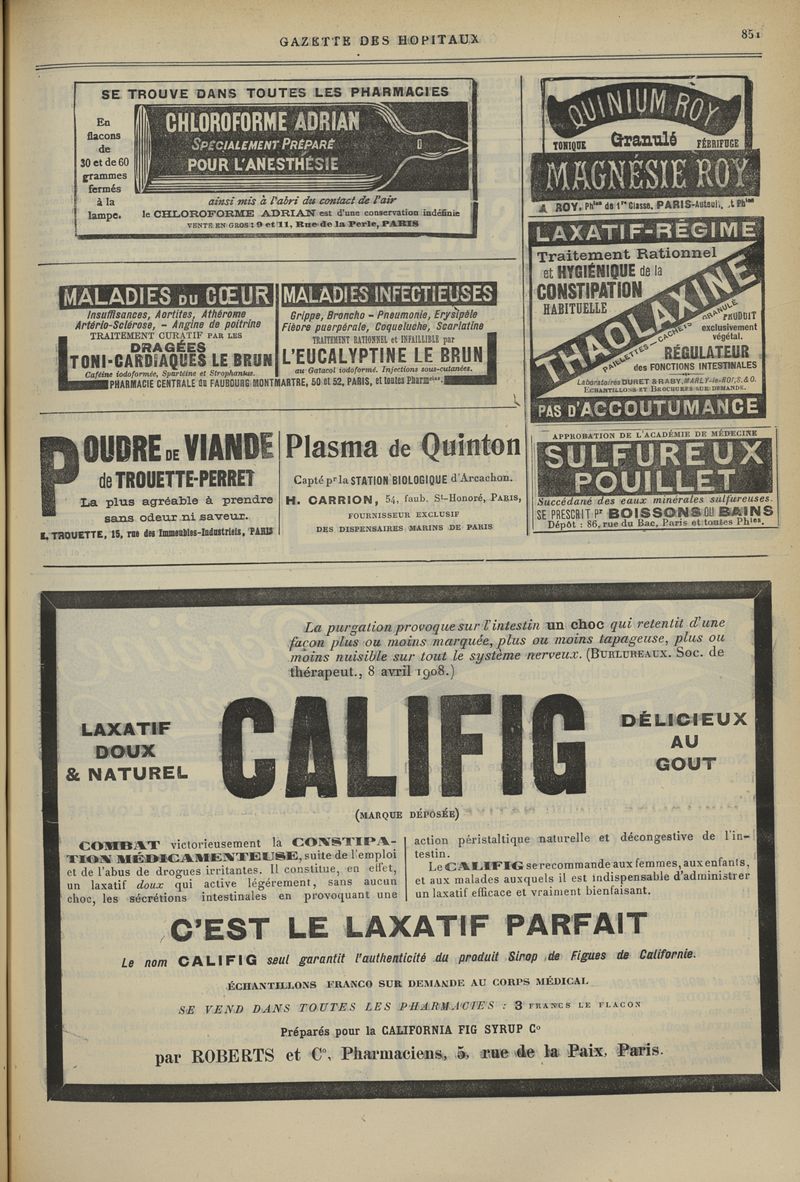 GAZETTE DES HOPITAUX
851
SE TROUVE DANS TOUTES LES PHARMACIES
En
flacons
de
30 et de 60
grammes
fermés
à la
lampe.
CHLOROFORME ADRIAN
SPÉCIALEMENT PRÉPARÉ
POUR L'ANESTHÉSIE
ainsi mis à l'abri du contact de l'air
le CHLOROFORME ADRIAN est d'une conservation indéfinie
VENTE EN GROS : 9 et 11, Rue de la Perle, PARIS
MALADIES DU CŒUR
Insuffisances, Aortites, Athérome
Artério-Sclérose, - Angine de poitrine
TRAITEMENT CURATIF PAR LES
DRAGÉES
TONI-CARDIAQUES LE BRUN
Caféine iodoformée, Spartéine et Strophantus.
MALADIES INFECTIEUSES
Grippe, Broncho - Pneumonie, Erysipèle
Fièvre puerpérale, Coqueluche, Scarlatine
TRAITEMENT RATIONNEL et INFAILLIBLE par
L'EUCALYPTINE LE BRUN
au Gaïacol iodoformé. Injections sous-cutanées.
PHARMACIE CENTRALE du FAUBOURG MONTMARTRE, 50 et 52, PARIS, et toutes Pharmcies.
POUDRE DE VIANDE
de TROUETTE-PERRET
La plus agréable à prendre
sans odeur ni saveur.
E. TROUETTE, 15, rue des Immeubles-Industriels, PARIS
Plasma de Quinton
Capté pr la STATION BIOLOGIQUE d'Arcachon.
H. CARRION, 54, faub. St-Honoré, PARIS,
FOURNISSEUR EXCLUSIF
DES DISPENSAIRES MARINS DE PARIS
QUINIUM ROY
TONIQUE Granulé FÉBRIFUGE
MAGNÉSIE ROY
A ROY, Phien de 1re Classe, PARIS-Auteuil, et Phies
LAXATIF-RÉGIME
Traitement Rationnel
et HYGIÉNIQUE de la
CONSTIPATION
HABITUELLE
THAOLAXINE
PAILLETTES - CACHETS - GRANULÉ
PRODUIT
exclusivement
végétal.
RÉGULATEUR
des FONCTIONS INTESTINALES
Laboratoires DURET & RABY, MARLY-le-ROI, S.& O.
ECHANTILLONS ET BROCHURES SUR DEMANDE.
PAS D'ACCOUTUMANCE
APPROBATION DE L'ACADÉMIE DE MÉDECINE
SULFUREUX
POUILLET
Succédané des eaux minérales sulfureuses.
SE PRESCRIT Pr BOISSONS OU BAINS
Dépôt : 86, rue du Bac, Paris et toutes Phies.
La purgation provoque sur l'intestin un choc qui retentit d'une
façon plus ou moins marquée, plus ou moins tapageuse, plus ou
moins nuisible sur tout le système nerveux. (BURLUREAUX. Soc. de
thérapeut., 8 avril 1908.)
LAXATIF
DOUX
& NATUREL
CALIFIG
DÉLICIEUX
AU
GOUT
(MARQUE DÉPOSÉE)
COMBAT victorieusement la CONSTIPA-
TION MÉDICAMENTEUSE, suite de l'emploi
et de l'abus de drogues irritantes. Il constitue, en effet,
un laxatif doux qui active légèrement, sans aucun
choc, les sécrétions intestinales en provoquant une
action péristaltique naturelle et décongestive de l'in-
testin.
Le CALIFIG se recommande aux femmes, aux enfants,
et aux malades auxquels il est indispensable d'administrer
un laxatif efficace et vraiment bienfaisant.
C'EST LE LAXATIF PARFAIT
Le nom CALIFIG seul garantit l'authenticité du produit Sirop de Figues de Californie.
ÉCHANTILLONS FRANCO SUR DEMANDE AU CORPS MÉDICAL
SE VEND DANS TOUTES LES PHARMACIES : 3 FRANCS LE FLACON
Préparés pour la CALIFORNIA FIG SYRUP Co
par ROBERTS et Co, Pharmaciens, 5, rue de la Paix, Paris.